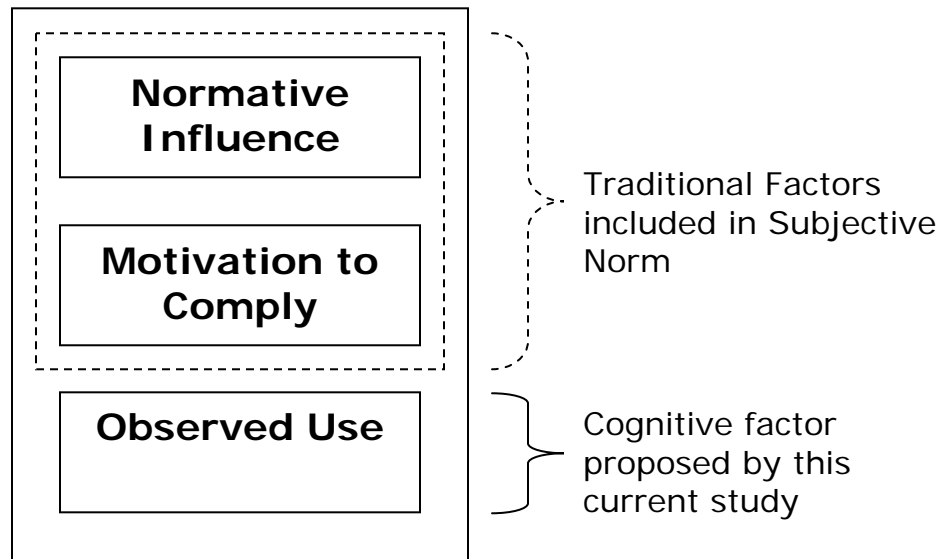 Normative
Influence
Motivation to
Comply
Traditional Factors
included in Subjective
Norm
Observed Use
Cognitive factor
proposed by this
current study